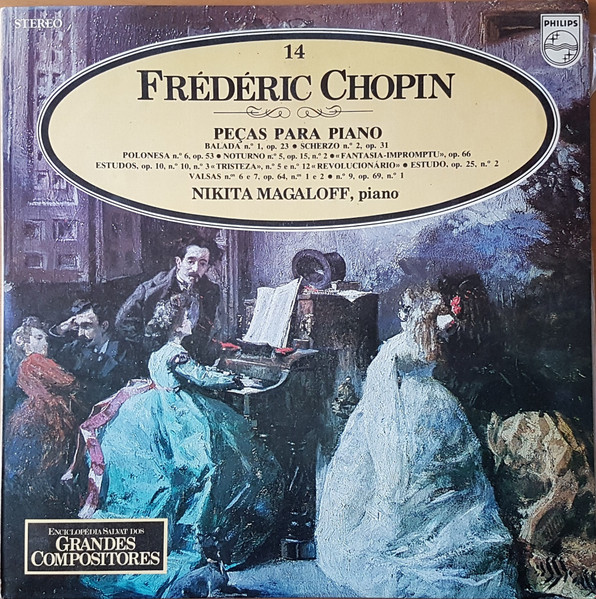 STEREO
PHILIPS
14
FRÉDÉRIC CHOPIN
PEÇAS PARA PIANO
BALADA n.º 1, op. 23 • SCHERZO n.º 2, op. 31
POLONESA n.º 6, op. 53 • NOTURNO n.º 5, op. 15, n.º 2 • «FANTASIA-IMPROMPTU», op. 66
ESTUDOS, op. 10, n.º 3 «TRISTEZA», n.º 5 e n.º 12 «REVOLUCIONÁRIO» • ESTUDO, op. 25, n.º 2
VALSAS n.ºˢ 6 e 7, op. 64, n.ºˢ 1 e 2 • n.º 9, op. 69, n.º 1
NIKITA MAGALOFF, piano
ENCICLOPÉDIA SALVAT DOS
GRANDES
COMPOSITORES